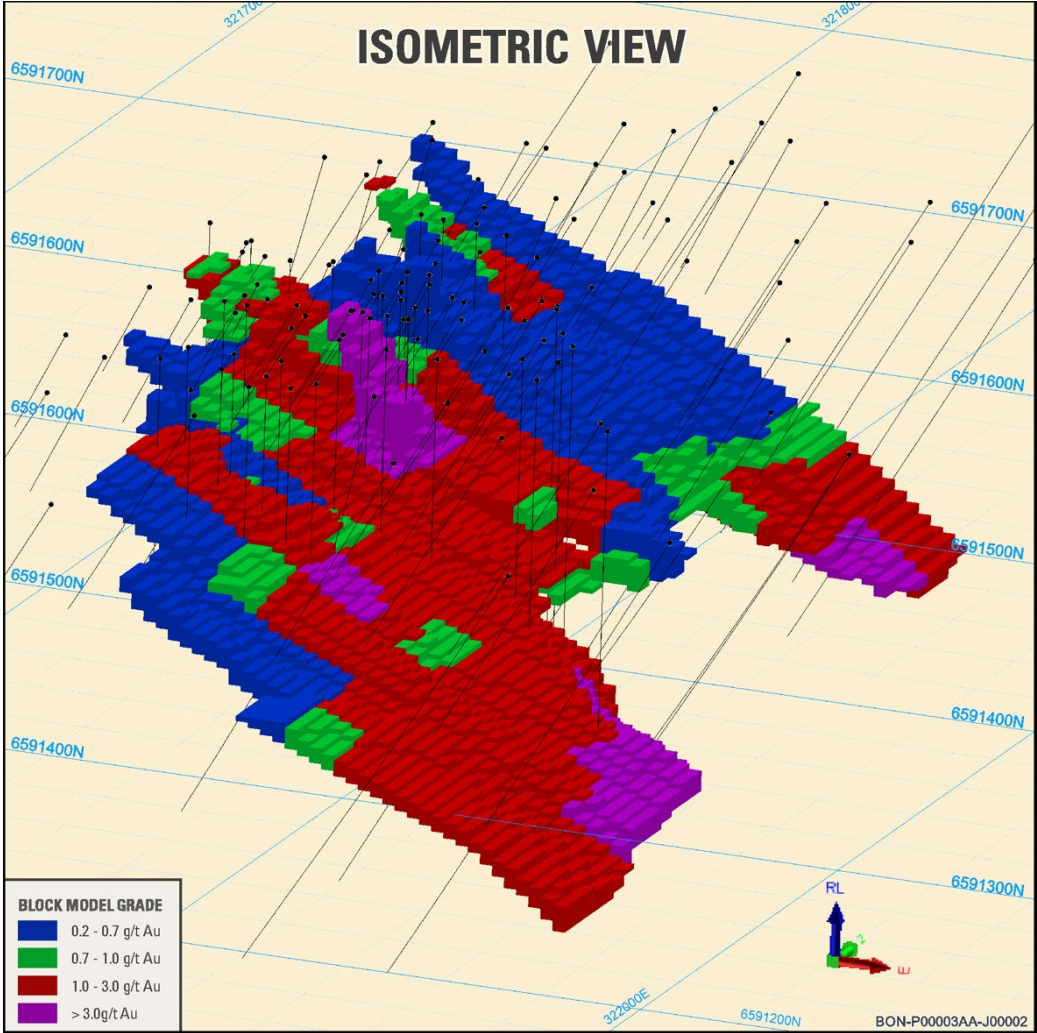 32170
32180
ISOMETRIC VIEW
6591700N
6591700N
6591600N
6591600N
6591600N
6591500N
6591500N
6591400N
6591400N
6591300N
BLOCK MODEL GRADE
0.2 - 0.7 g/t Au
0.7 - 1.0 g/t Au
1.0 - 3.0 g/t Au
> 3.0g/t Au
RL
E
322000E
6591200N
BON-P00003AA-J00002